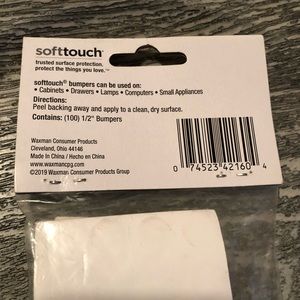 softtouch™
trusted surface protection.
protect the things you love.™
softtouch® bumpers can be used on:
• Cabinets • Drawers • Lamps • Computers • Small Appliances
Directions:
Peel backing away and apply to a clean, dry surface.
Contains: (100) 1/2" Bumpers
Waxman Consumer Products
Cleveland, Ohio 44146
Made In China / Hecho en China
www.waxmancpg.com
©2019 Waxman Consumer Products Group
0 74523 42160 4